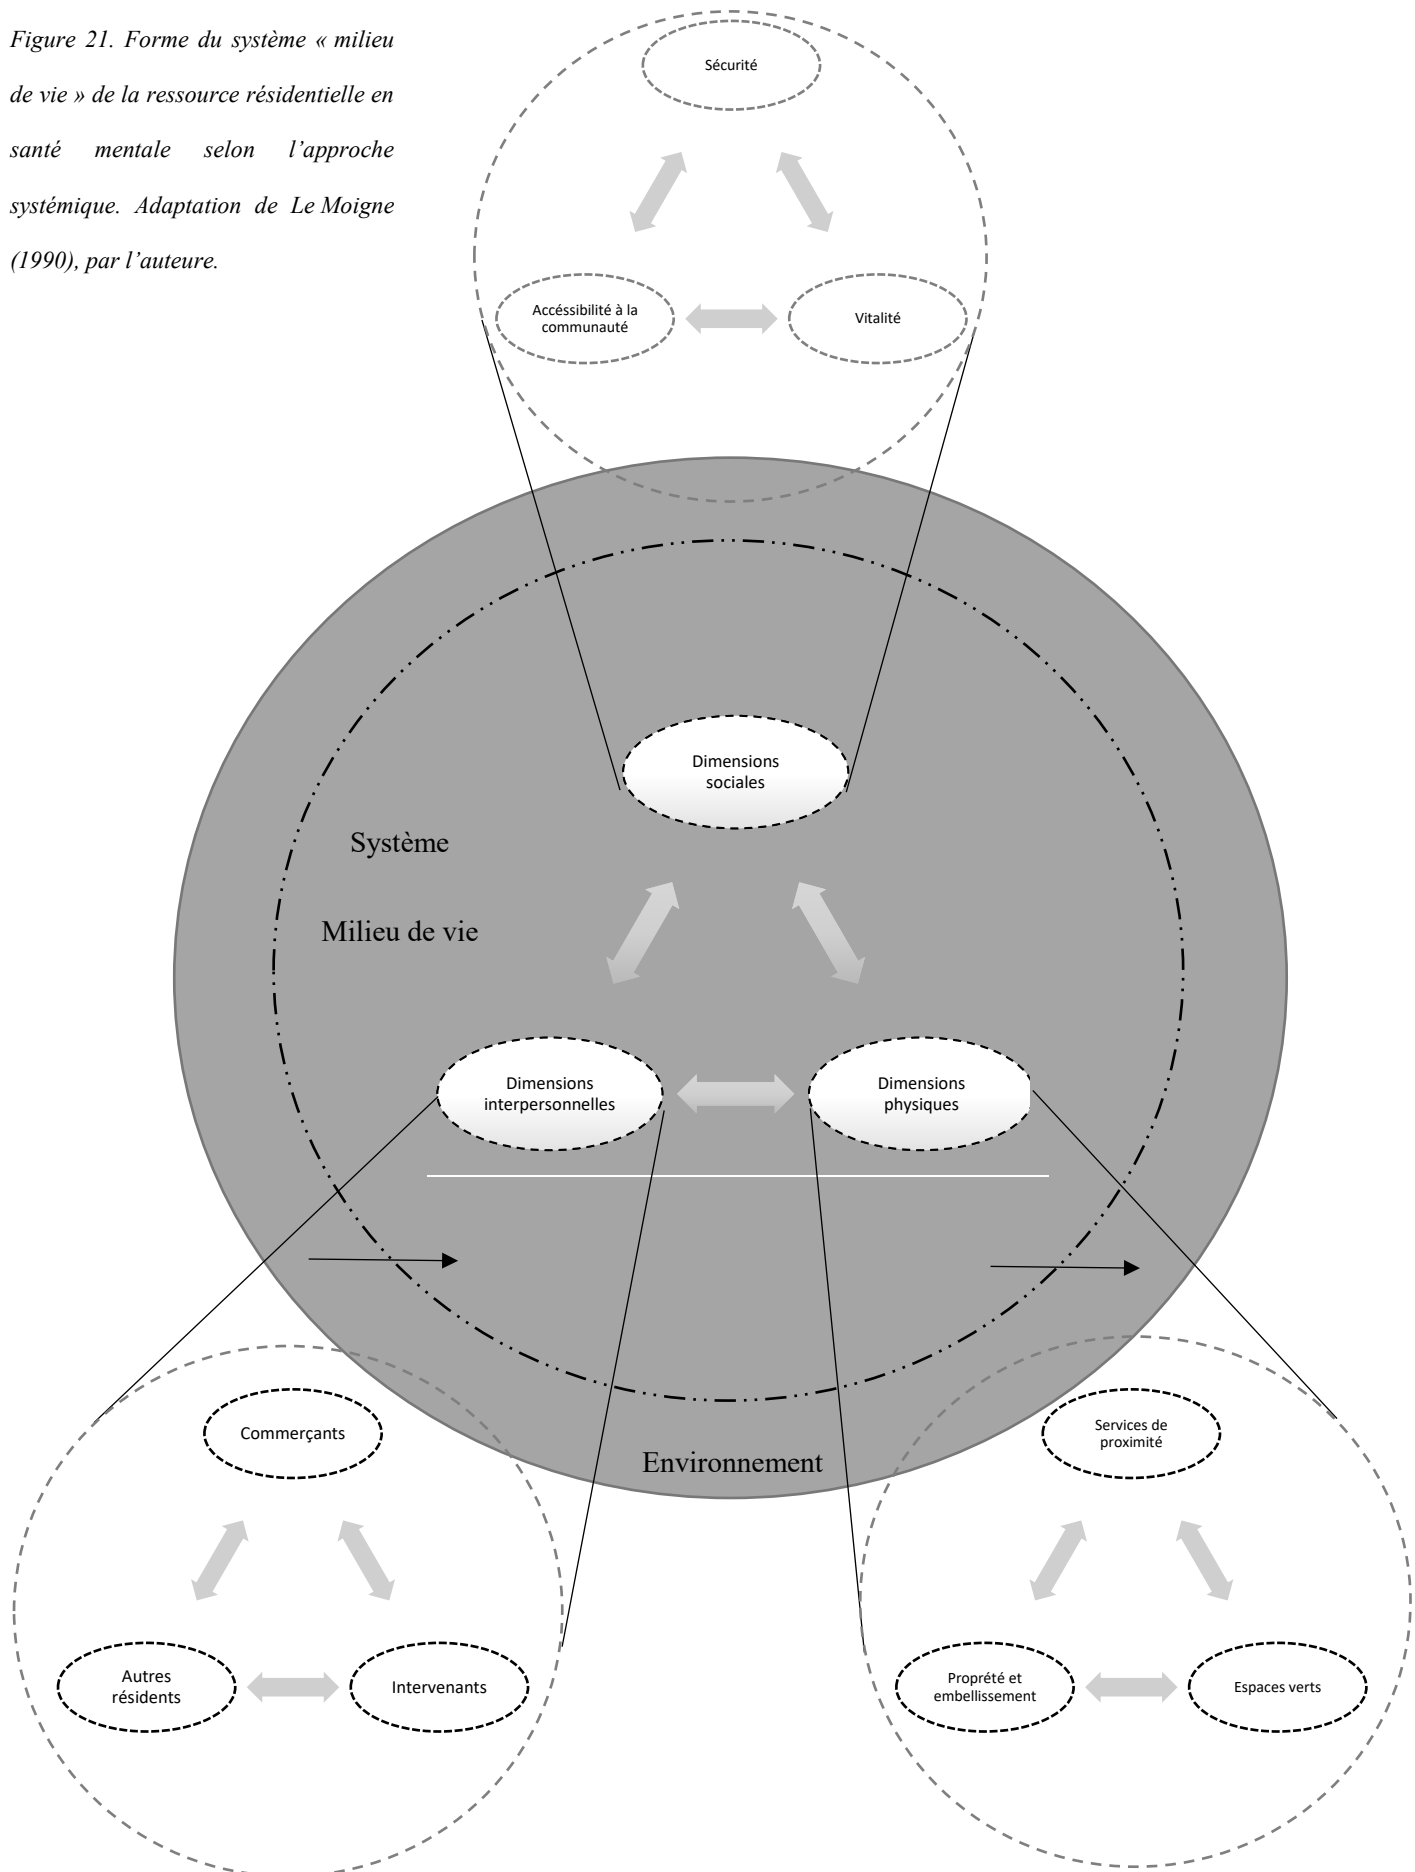 Figure 21. Forme du système « milieu
de vie » de la ressource résidentielle en
santé mentale selon l’approche
systémique. Adaptation de Le Moigne
(1990), par l’auteure.
Sécurité
Accéssibilité à la
communauté
Vitalité
Dimensions
sociales
Système
Milieu de vie
Dimensions
interpersonnelles
Dimensions
physiques
Environnement
Commerçants
Autres
résidents
Intervenants
Services de
proximité
Proprété et
embellissement
Espaces verts